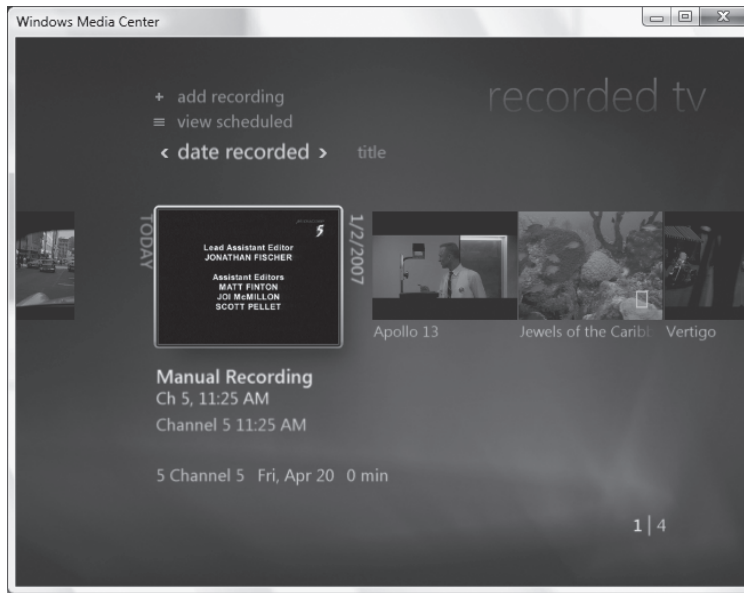 Windows Media Center
recorded tv
+ add recording
≡ view scheduled
‹ date recorded › title
TODAY
5
Lead Assistant Editor
JONATHAN FISCHER
Assistant Editors
MATT FINTON
JOI McMILLON
SCOTT PELLET
1/2/2007
Apollo 13
Jewels of the Caribb
Vertigo
Manual Recording
Ch 5, 11:25 AM
Channel 5 11:25 AM
5 Channel 5 Fri, Apr 20 0 min
1 | 4